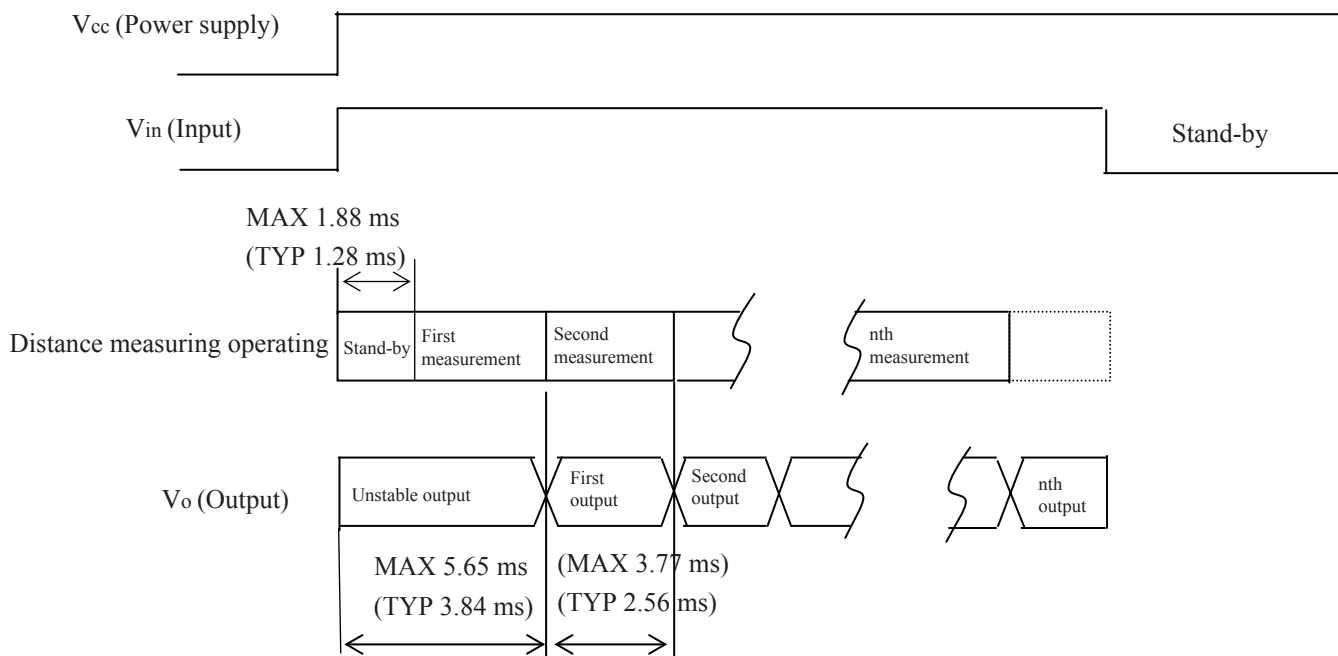 Vcc (Power supply)
Vin (Input)
Stand-by
MAX 1.88 ms
(TYP 1.28 ms)
Distance measuring operating
Stand-by
First
measurement
Second
measurement
nth
measurement
Vo (Output)
Unstable output
First
output
Second
output
nth
output
MAX 5.65 ms
(TYP 3.84 ms)
(MAX 3.77 ms)
(TYP 2.56 ms)